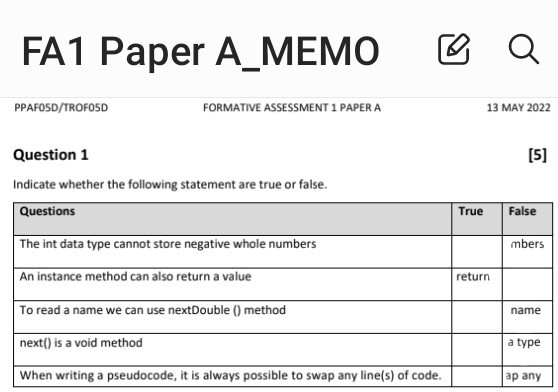 FA1 Paper A_MEMO
PPAF05D/TROF05D FORMATIVE ASSESSMENT 1 PAPER A 13 MAY 2022
Question 1 [5]
Indicate whether the following statement are true or false.
Questions True False
The int data type cannot store negative whole numbers mbers
An instance method can also return a value return
To read a name we can use nextDouble () method name
next() is a void method a type
When writing a pseudocode, it is always possible to swap any line(s) of code. ap any